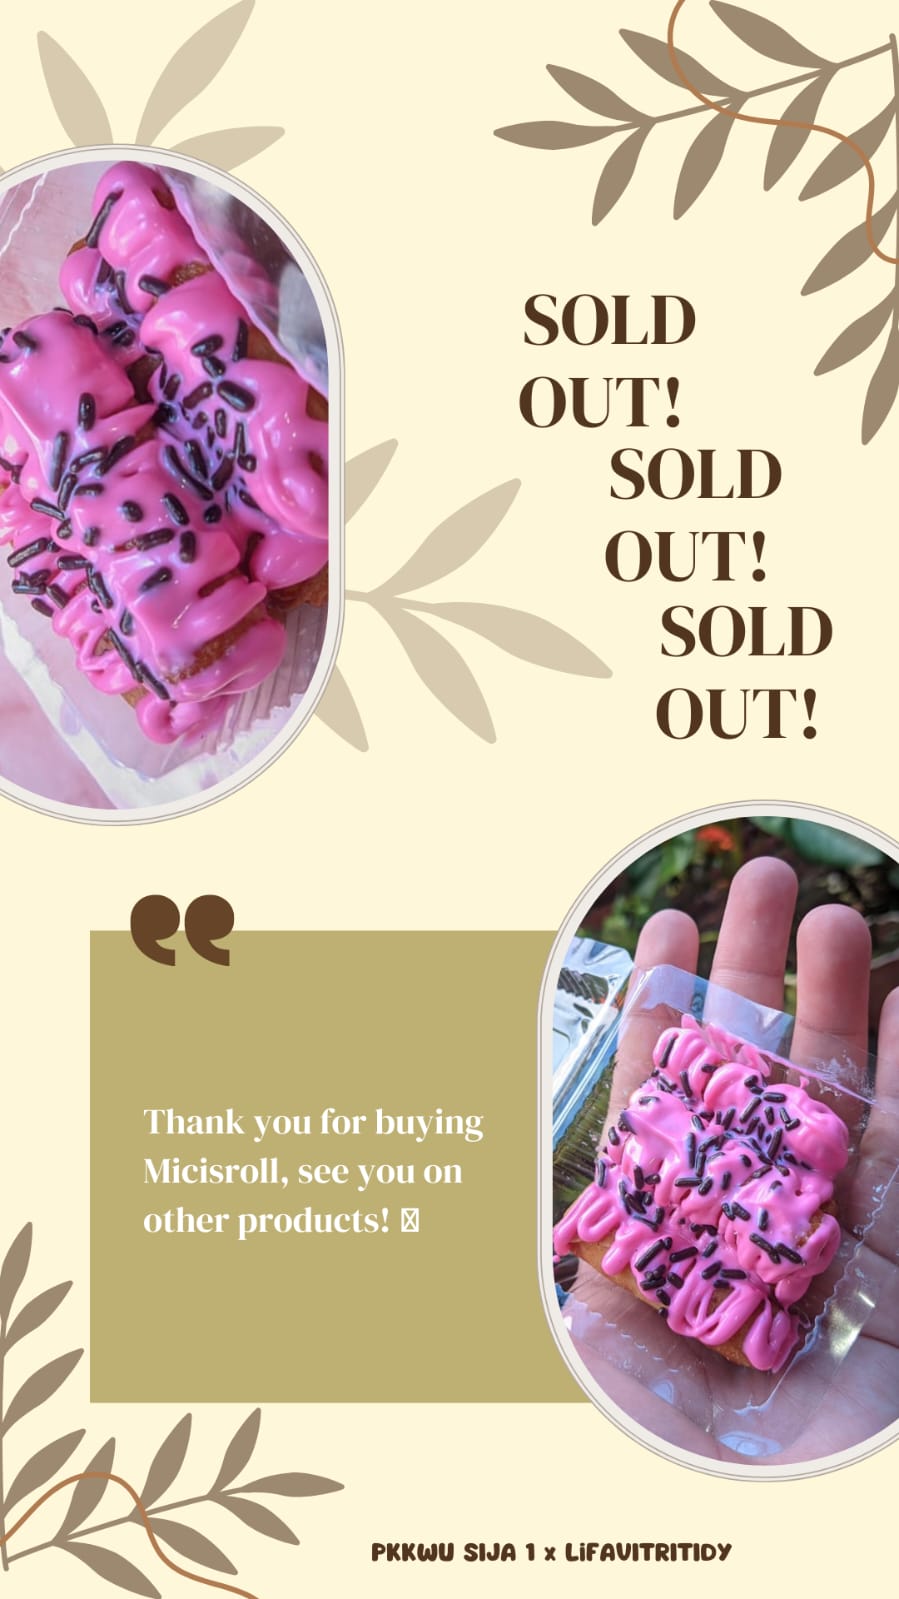 SOLD
OUT!
SOLD
OUT!
SOLD
OUT!
Thank you for buying
Micisroll, see you on
other products!
PKKWU SIJA 1 x LiFAVITRITIDY